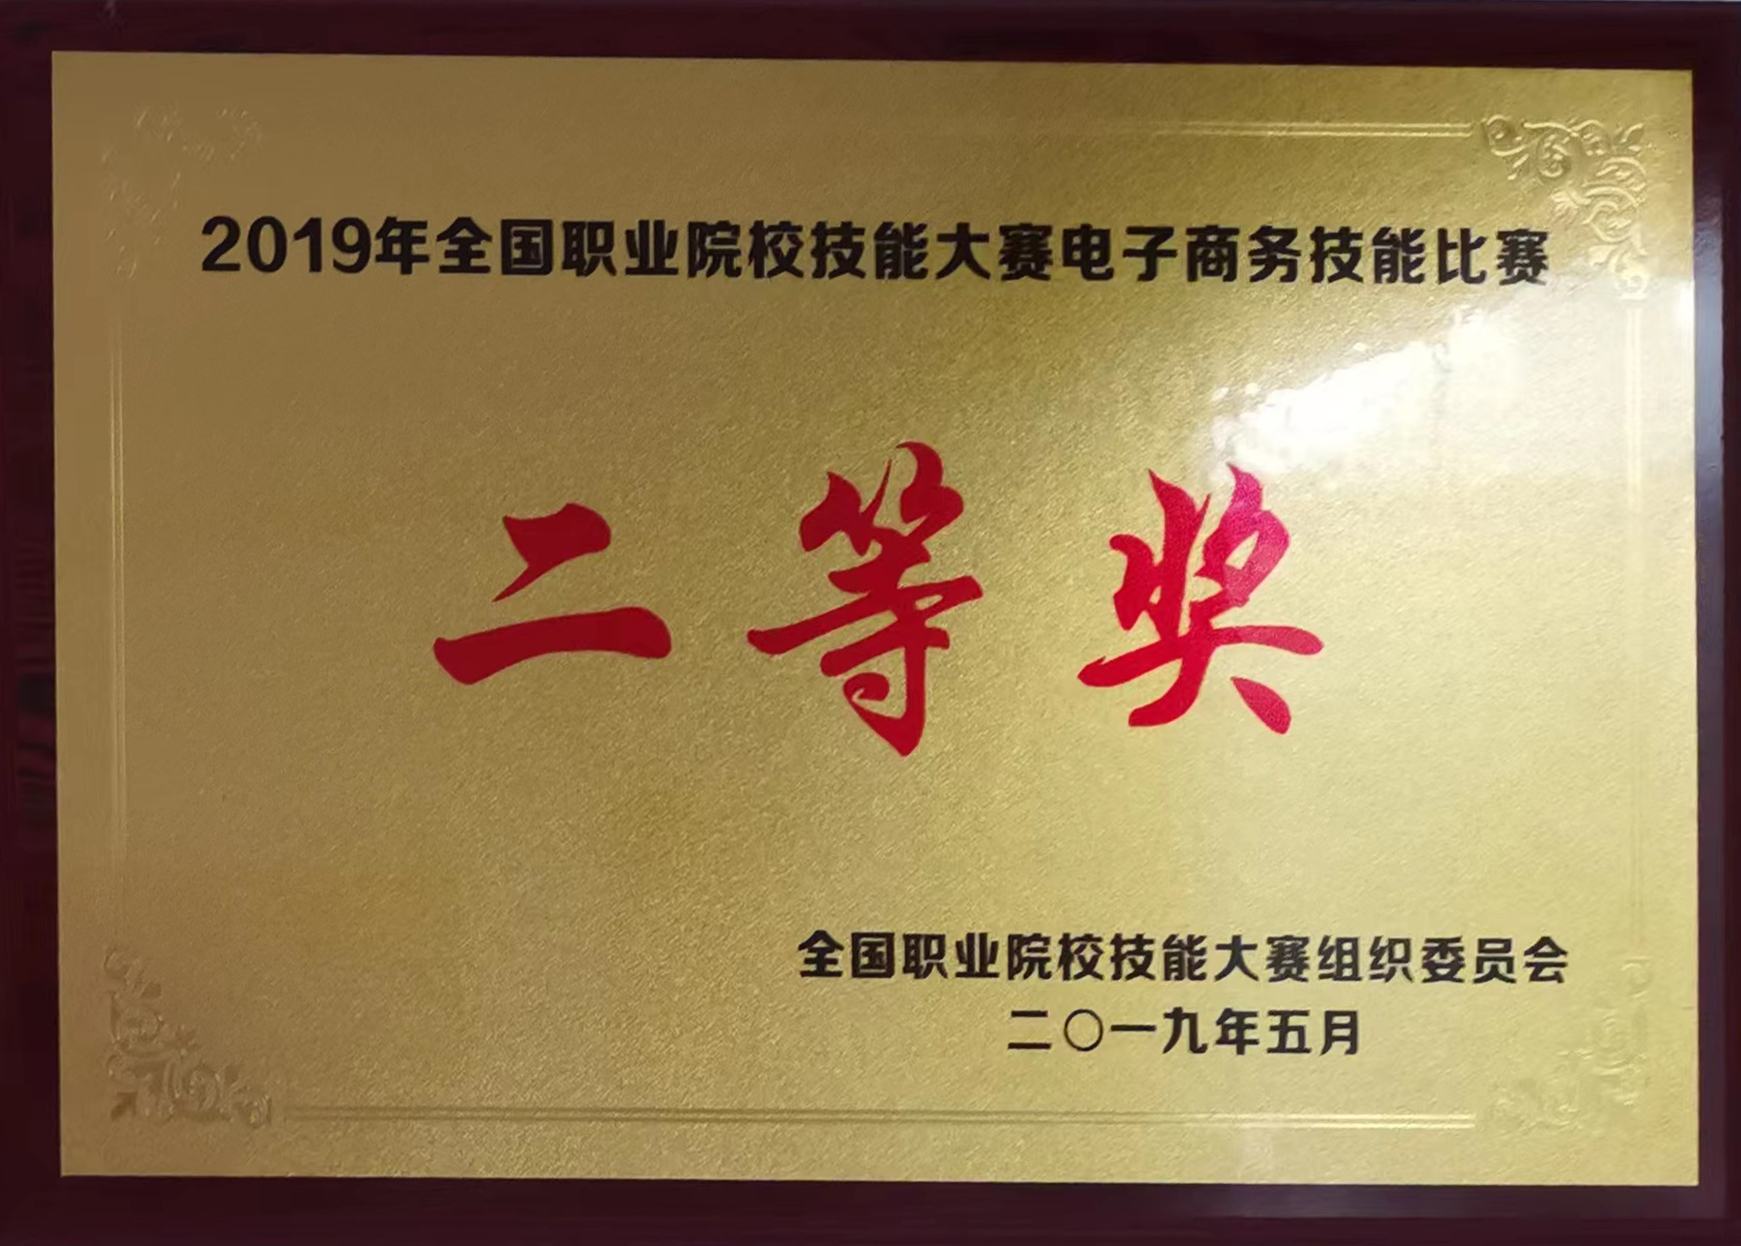 2019年全国职业院校技能大赛电子商务技能比赛
二等奖
全国职业院校技能大赛组织委员会
二〇一九年五月